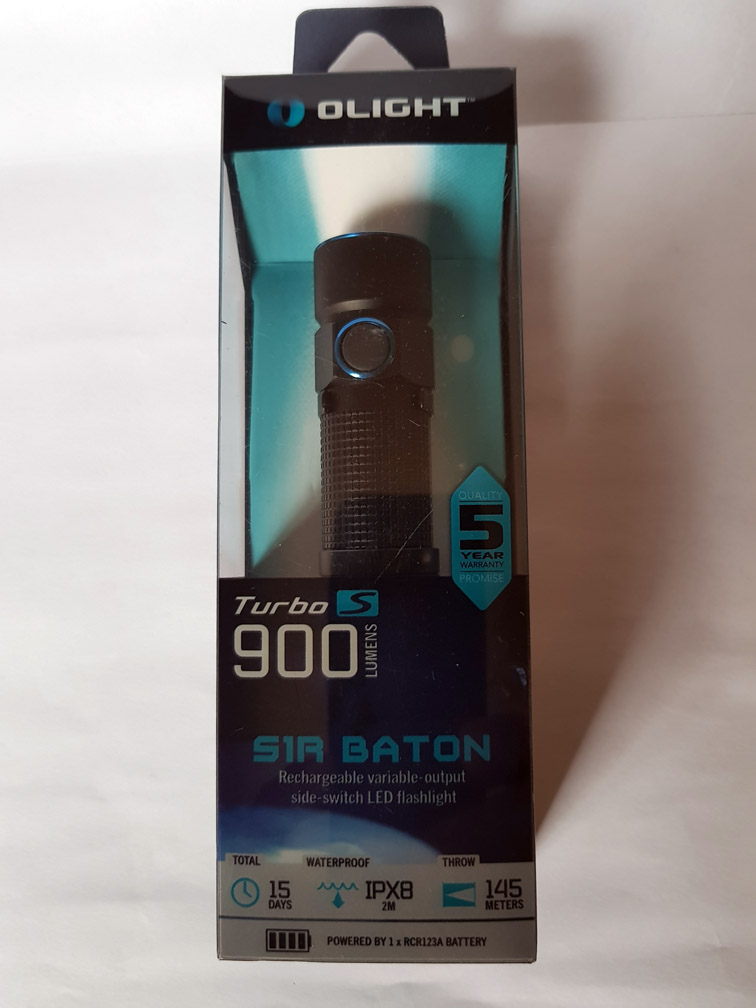 OLIGHT™
QUALITY
5
YEAR
WARRANTY
PROMISE
Turbo S
900 LUMENS
S1R BATON
Rechargeable variable-output
side-switch LED flashlight
TOTAL
15
DAYS
WATERPROOF
IPX8
2M
THROW
145
METERS
POWERED BY 1 x RCR123A BATTERY